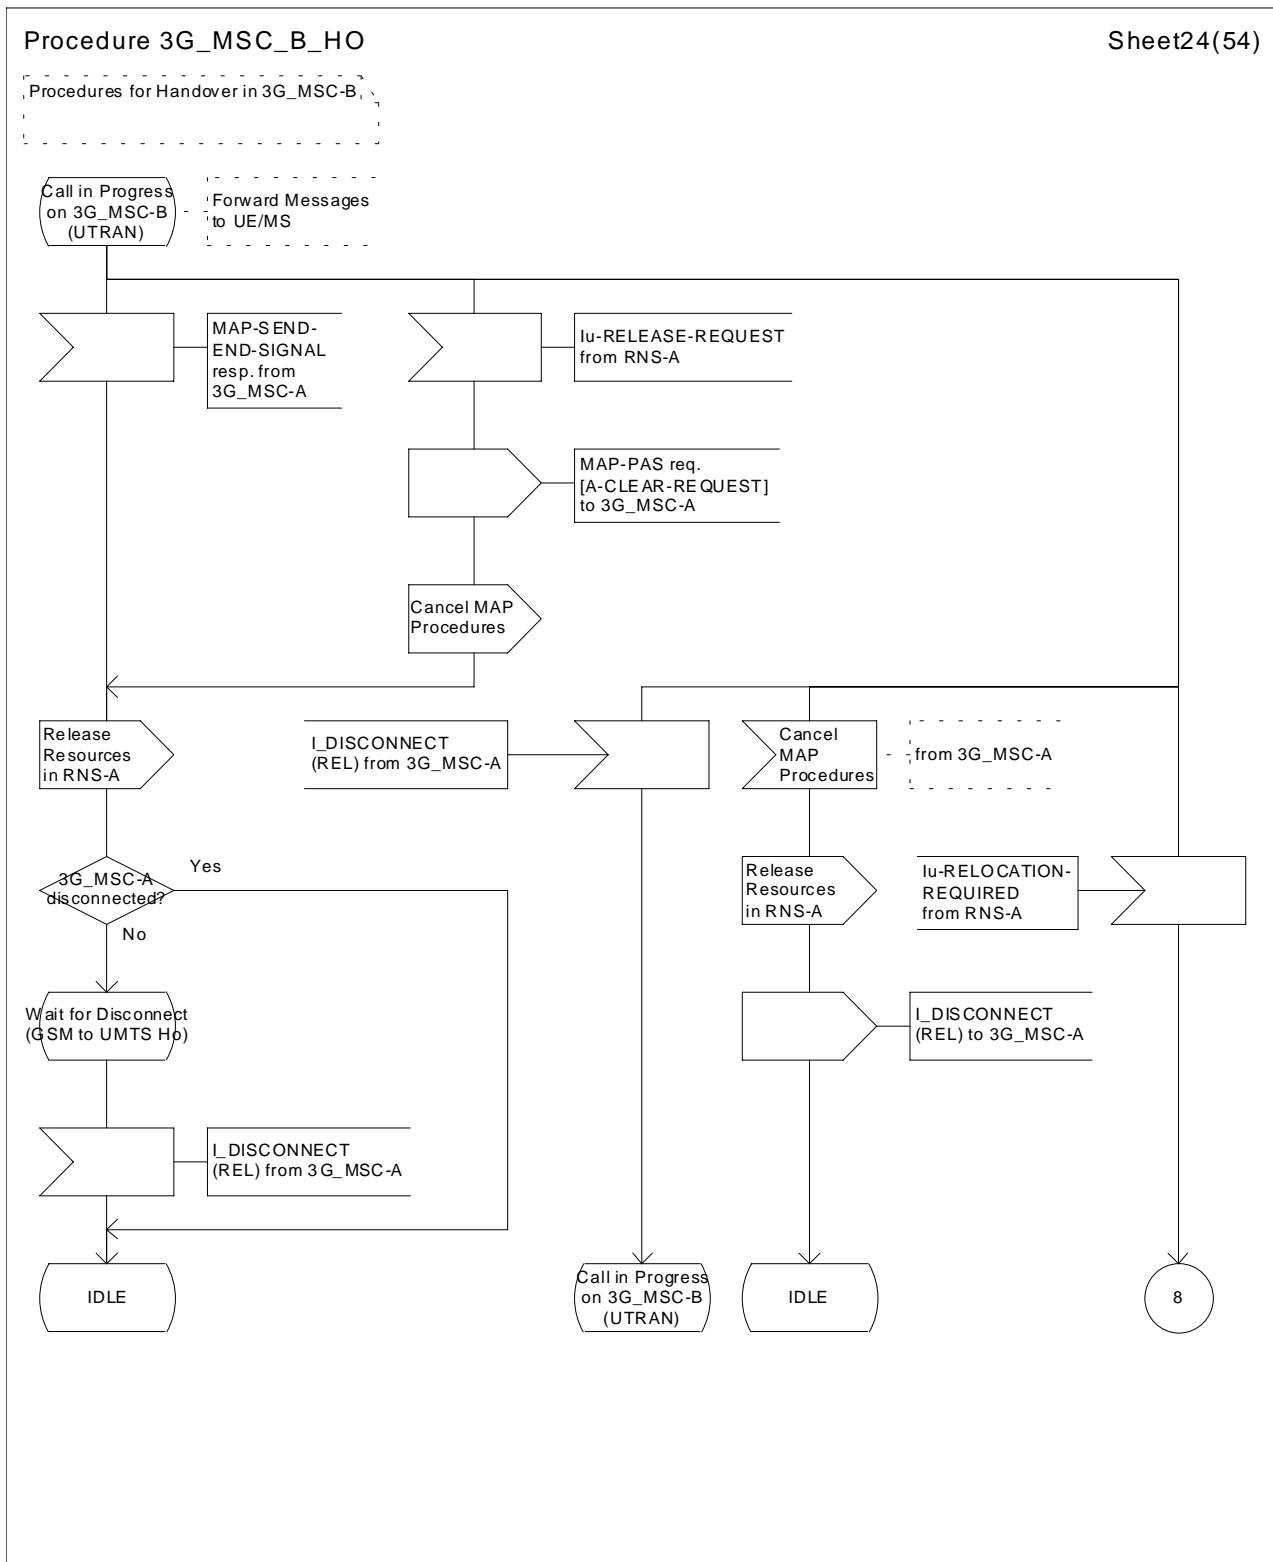 Procedure 3G_MSC_B_HO
Sheet24(54)
Procedures for Handover in 3G_MSC-B
Call in Progress
on 3G_MSC-B
(UTRAN)
Forward Messages
to UE/MS
MAP-SEND-
END-SIGNAL
resp. from
3G_MSC-A
Iu-RELEASE-REQUEST
from RNS-A
MAP-PAS req.
[A-CLEAR-REQUEST]
to 3G_MSC-A
Cancel MAP
Procedures
Release
Resources
in RNS-A
I_DISCONNECT
(REL) from 3G_MSC-A
Cancel
MAP
Procedures
from 3G_MSC-A
3G_MSC-A
disconnected?
Yes
No
Release
Resources
in RNS-A
Iu-RELOCATION-
REQUIRED
from RNS-A
Wait for Disconnect
(GSM to UMTS Ho)
I_DISCONNECT
(REL) to 3G_MSC-A
I_DISCONNECT
(REL) from 3G_MSC-A
IDLE
Call in Progress
on 3G_MSC-B
(UTRAN)
IDLE
8